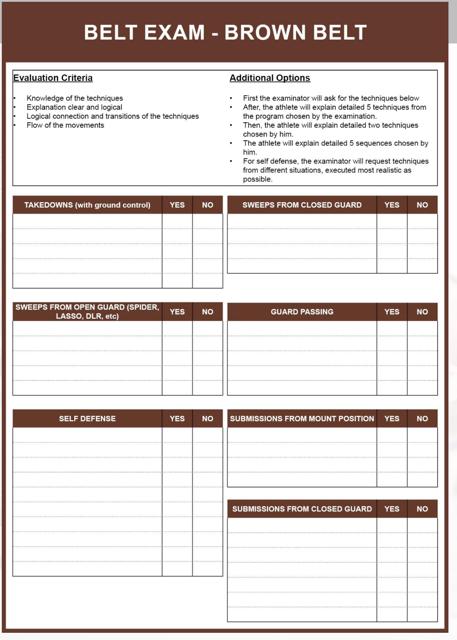 BELT EXAM - BROWN BELT
Evaluation Criteria
• Knowledge of the techniques
• Explanation clear and logical
• Logical connection and transitions of the techniques
• Flow of the movements
Additional Options
• First the examinator will ask for the techniques below
• After, the athlete will explain detailed 5 techniques from
the program chosen by the examination.
• Then, the athlete will explain detailed two techniques
chosen by him.
• The athlete will explain detailed 5 sequences chosen by
him.
• For self defense, the examinator will request techniques
from different situations, executed most realistic as
possible.
TAKEDOWNS (with ground control) YES NO
SWEEPS FROM CLOSED GUARD YES NO
SWEEPS FROM OPEN GUARD (SPIDER,
LASSO, DLR, etc) YES NO
GUARD PASSING YES NO
SELF DEFENSE YES NO
SUBMISSIONS FROM MOUNT POSITION YES NO
SUBMISSIONS FROM CLOSED GUARD YES NO